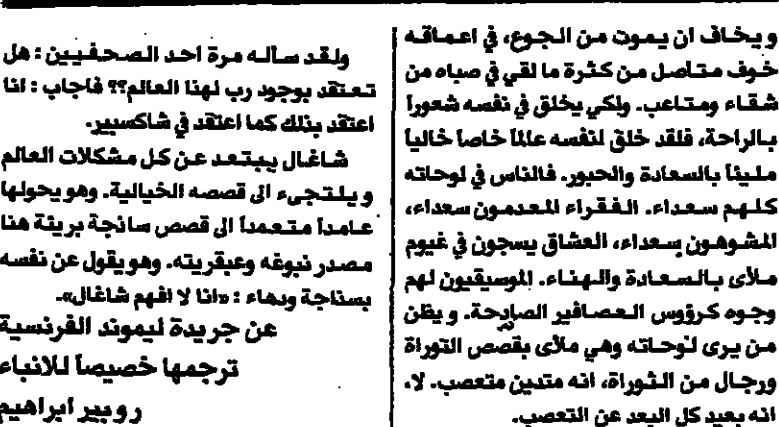 ويخاف ان يموت من الجوع، في اعماقه
خوف متاصل من كثرة ما لقي في صباه من
شقاء ومتاعب. ولكي يخلق في نفسه شعوراً
بالراحة، فلقد خلق لنفسه عالماً خاصاً خالياً
مليئاً بالسعادة والحبور. فالناس في لوحاته
كلهم سعداء. الفقراء المعدمون سعداء،
المشوهون سعداء، العشاق يسجون في غيوم
ملأى بالسعادة والهناء. الموسيقيون لهم
وجوه كرؤوس العصافير الصادحة. ويظن
من يرى لوحاته وهي ملأى بقصص التوراة
ورجال من التوراة، انه متدين متعصب. لا،
انه بعيد كل البعد عن التعصب.
ولقد سأله مرة احد الصحفيين : هل
تعتقد بوجود رب لهذا العالم؟؟ فاجاب : انا
اعتقد بذلك كما اعتقد في شاكسبير.
شاغال يبتعد عن كل مشكلات العالم
ويلتجىء الى قصصه الخيالية. وهو يحولها
عامداً متعمداً الى قصص ساذجة بريئة هنا
مصدر نبوغه وعبقريته. وهو يقول عن نفسه
بسذاجة ودهاء : «انا لا افهم شاغال».
عن جريدة ليموند الفرنسية
ترجمها خصيصاً للانباء
روبير ابراهيم